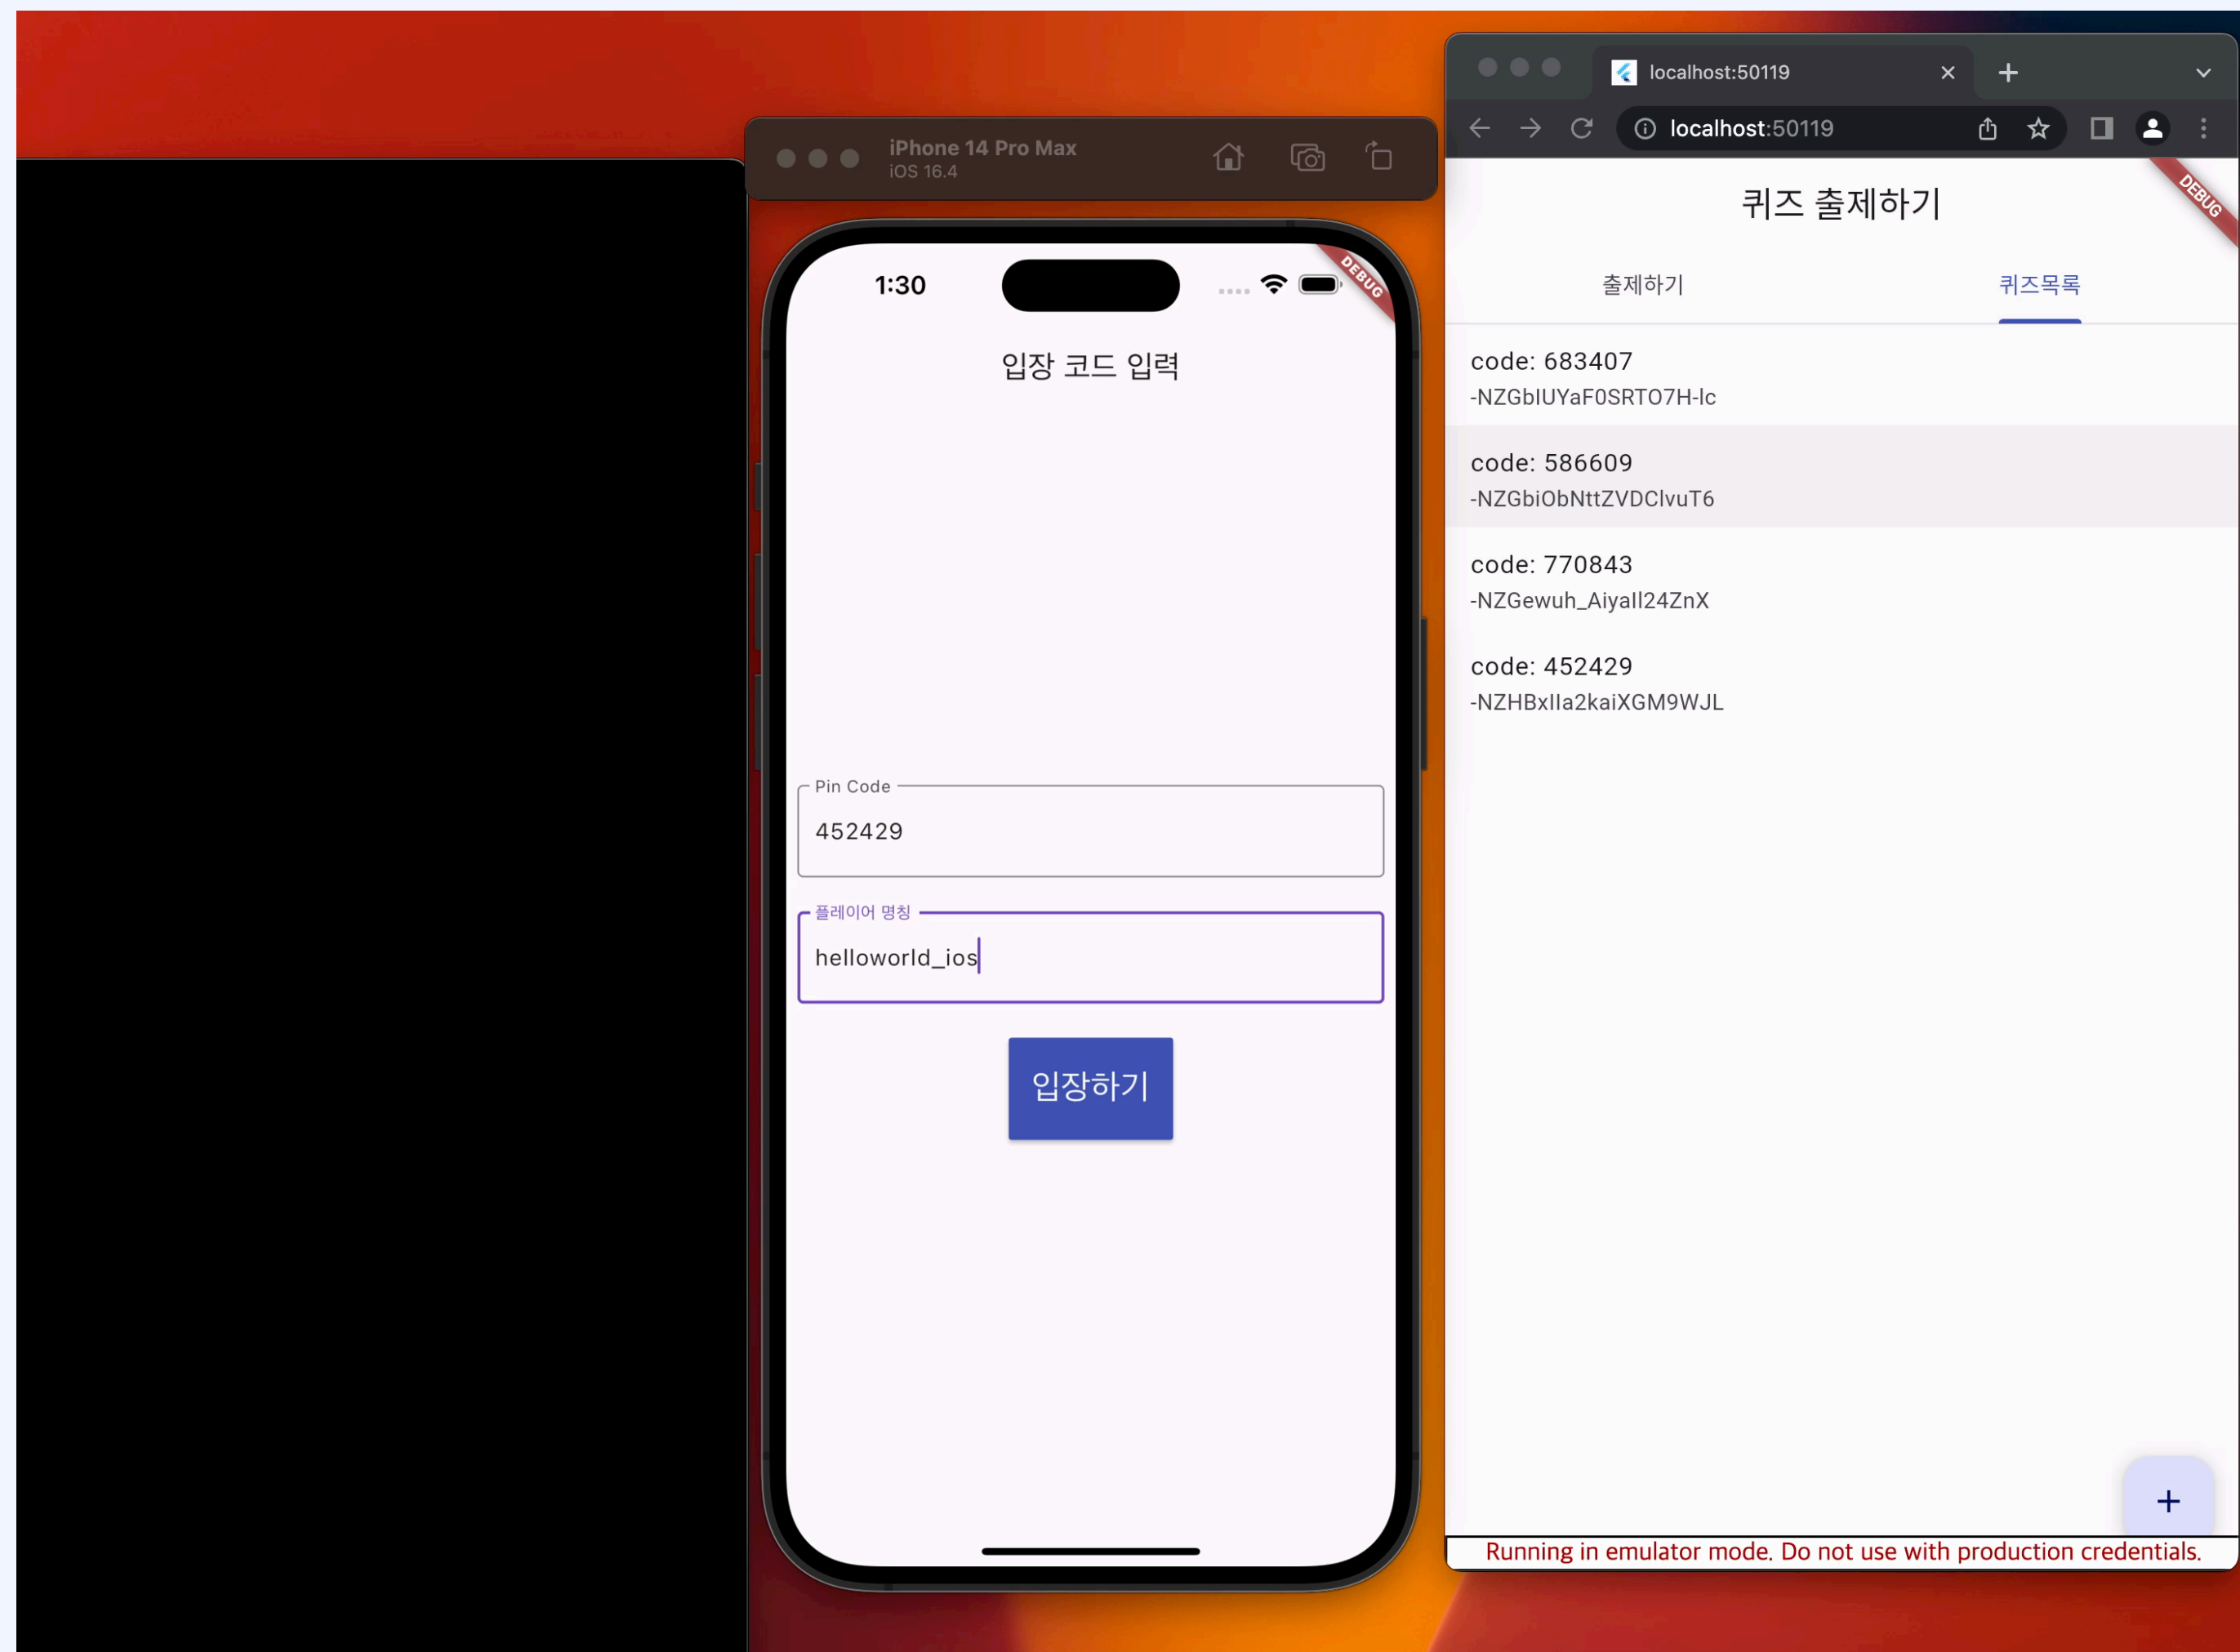 iPhone 14 Pro Max
iOS 16.4
1:30
DEBUG
입장 코드 입력
Pin Code
452429
플레이어 명칭
helloworld_ios
입장하기
localhost:50119
localhost:50119
퀴즈 출제하기
DEBUG
출제하기
퀴즈목록
code: 683407
-NZGbIUYaF0SRTO7H-lc
code: 586609
-NZGbiObNttZVDClvuT6
code: 770843
-NZGewuh_AiyaIl24ZnX
code: 452429
-NZHBxIIa2kaiXGM9WJL
Running in emulator mode. Do not use with production credentials.